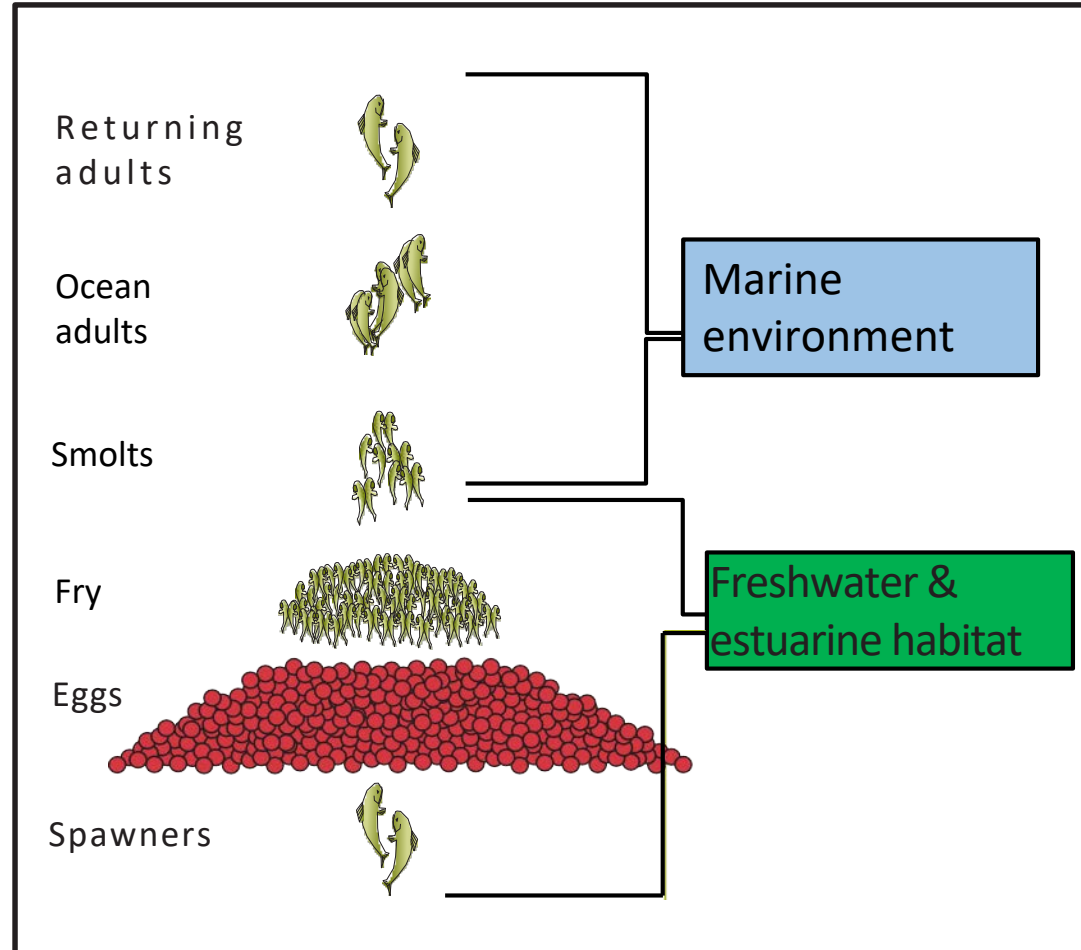 Returning
adults
Ocean
adults
Marine
environment
Smolts
Fry
Freshwater &
estuarine habitat
Eggs
Spawners